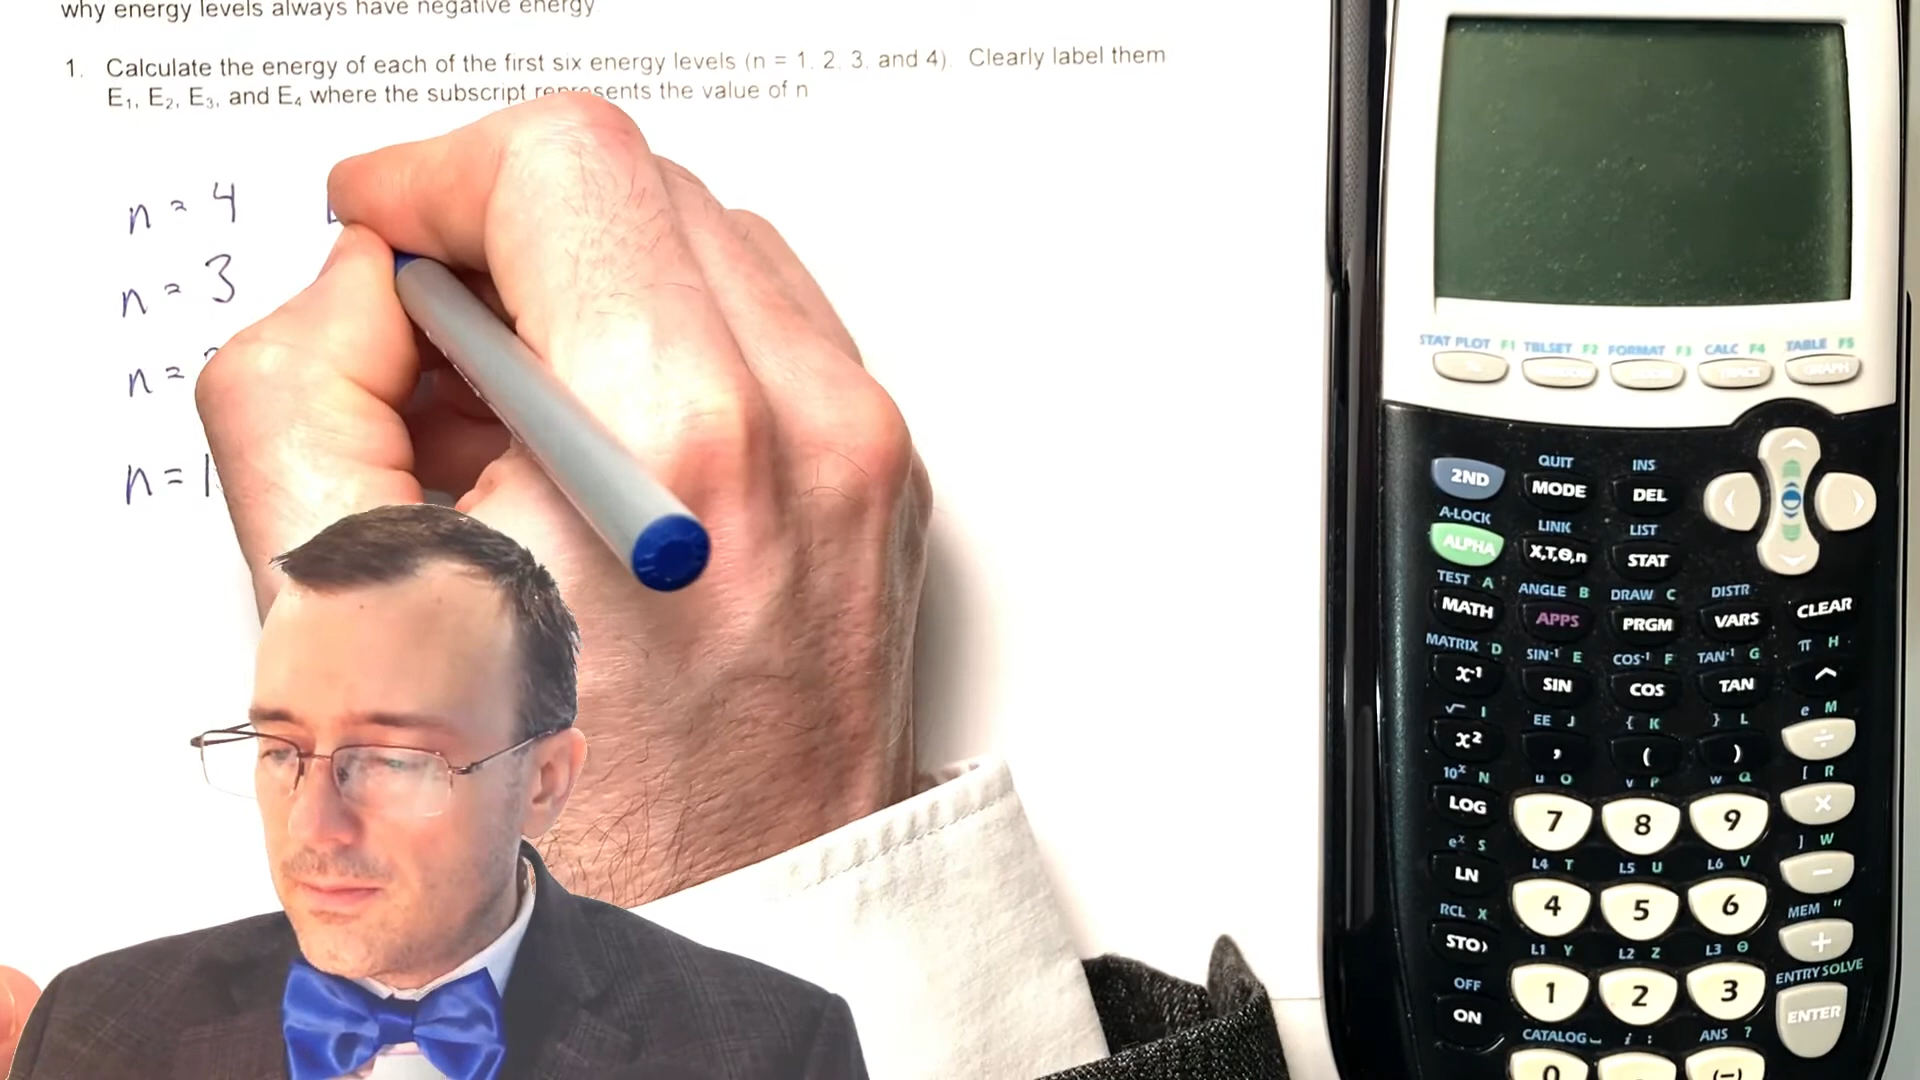 why energy levels always have negative energy
1. Calculate the energy of each of the first six energy levels (n = 1, 2, 3, and 4). Clearly label them
E₁, E₂, E₃, and E₄ where the subscript represents the value of n
n = 4
n = 3
n =
n = 1
STAT PLOT F1 TBLSET F2 FORMAT F3 CALC F4 TABLE F5
GRAPH
QUIT INS
2ND MODE DEL
A-LOCK LINK LIST
ALPHA X,T,Θ,n STAT
TEST A ANGLE B DRAW C DISTR
MATH APPS PRGM VARS CLEAR
MATRIX D SIN⁻¹ E COS⁻¹ F TAN⁻¹ G π H
x⁻¹ SIN COS TAN ^
√ I EE J { K } L e M
x² , ( ) ÷
10ˣ N u O v P w Q [ R
LOG 7 8 9 ×
eˣ S L4 T L5 U L6 V ] W
LN 4 5 6 −
RCL X L1 Y L2 Z L3 Θ MEM "
STO› 1 2 3 +
OFF CATALOG i : ANS ? ENTRY SOLVE
ON 0 (−) ENTER